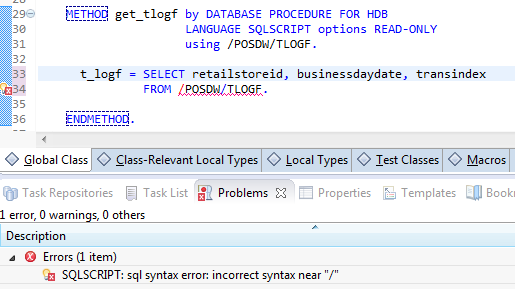 28
29 METHOD get_tlogf by DATABASE PROCEDURE FOR HDB
30 LANGUAGE SQLSCRIPT options READ-ONLY
31 using /POSDW/TLOGF.
32
33 t_logf = SELECT retailstoreid, businessdaydate, transindex
34 FROM /POSDW/TLOGF.
35
36 ENDMETHOD.
Global Class Class-Relevant Local Types Local Types Test Classes Macros
Task Repositories Task List Problems Properties Templates Bookn
1 error, 0 warnings, 0 others
Description
Errors (1 item)
SQLSCRIPT: sql syntax error: incorrect syntax near "/"